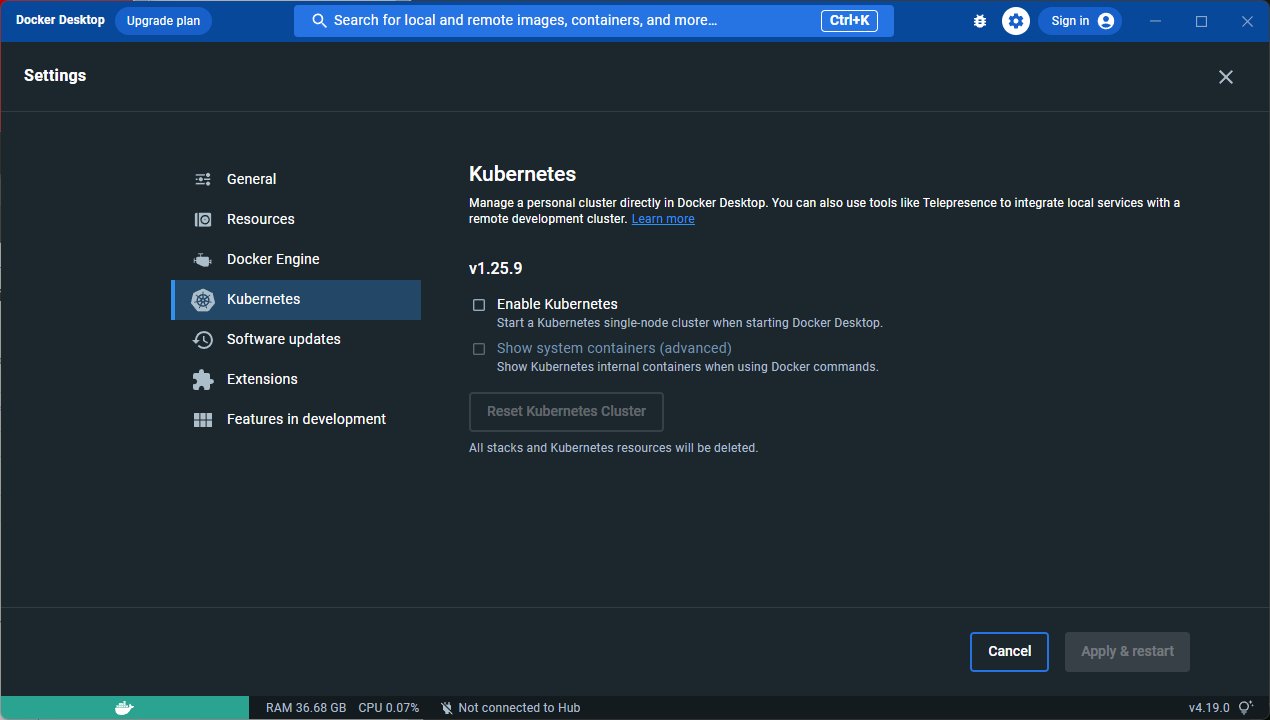 Docker Desktop
Upgrade plan
Search for local and remote images, containers, and more...
Ctrl+K
Sign in
Settings
General
Resources
Docker Engine
Kubernetes
Software updates
Extensions
Features in development
Kubernetes
Manage a personal cluster directly in Docker Desktop. You can also use tools like Telepresence to integrate local services with a
remote development cluster. Learn more
v1.25.9
Enable Kubernetes
Start a Kubernetes single-node cluster when starting Docker Desktop.
Show system containers (advanced)
Show Kubernetes internal containers when using Docker commands.
Reset Kubernetes Cluster
All stacks and Kubernetes resources will be deleted.
Cancel
Apply & restart
RAM 36.68 GB CPU 0.07% Not connected to Hub
v4.19.0